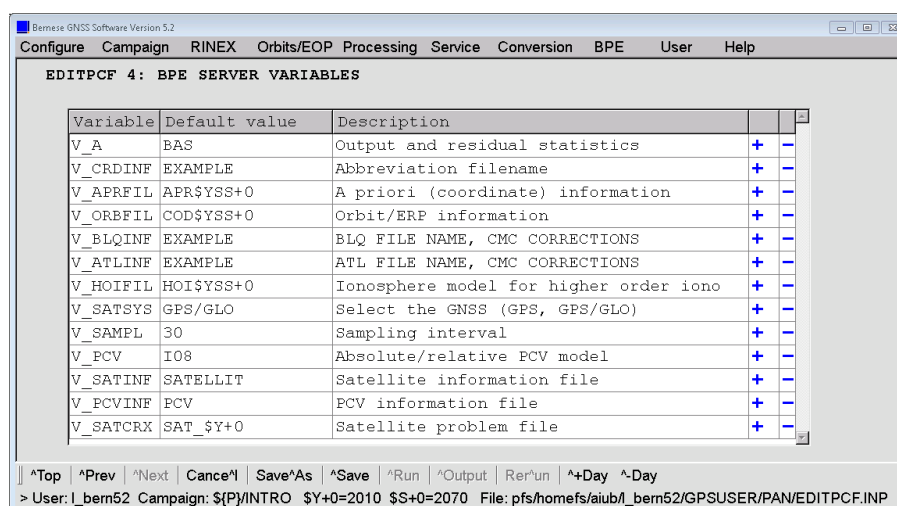 Bernese GNSS Software Version 5.2
Configure Campaign RINEX Orbits/EOP Processing Service Conversion BPE User Help
EDITPCF 4: BPE SERVER VARIABLES
Variable Default value Description
V_A BAS Output and residual statistics + −
V_CRDINF EXAMPLE Abbreviation filename + −
V_APRFIL APR$YSS+0 A priori (coordinate) information + −
V_ORBFIL COD$YSS+0 Orbit/ERP information + −
V_BLQINF EXAMPLE BLQ FILE NAME, CMC CORRECTIONS + −
V_ATLINF EXAMPLE ATL FILE NAME, CMC CORRECTIONS + −
V_HOIFIL HOI$YSS+0 Ionosphere model for higher order iono + −
V_SATSYS GPS/GLO Select the GNSS (GPS, GPS/GLO) + −
V_SAMPL 30 Sampling interval + −
V_PCV I08 Absolute/relative PCV model + −
V_SATINF SATELLIT Satellite information file + −
V_PCVINF PCV PCV information file + −
V_SATCRX SAT_$Y+0 Satellite problem file + −
^Top | ^Prev | ^Next | Cance^l | Save^As | ^Save | ^Run | ^Output | Rer^un | ^+Day ^-Day
> User: l_bern52 Campaign: ${P}/INTRO $Y+0=2010 $S+0=2070 File: pfs/homefs/aiub/l_bern52/GPSUSER/PAN/EDITPCF.INP